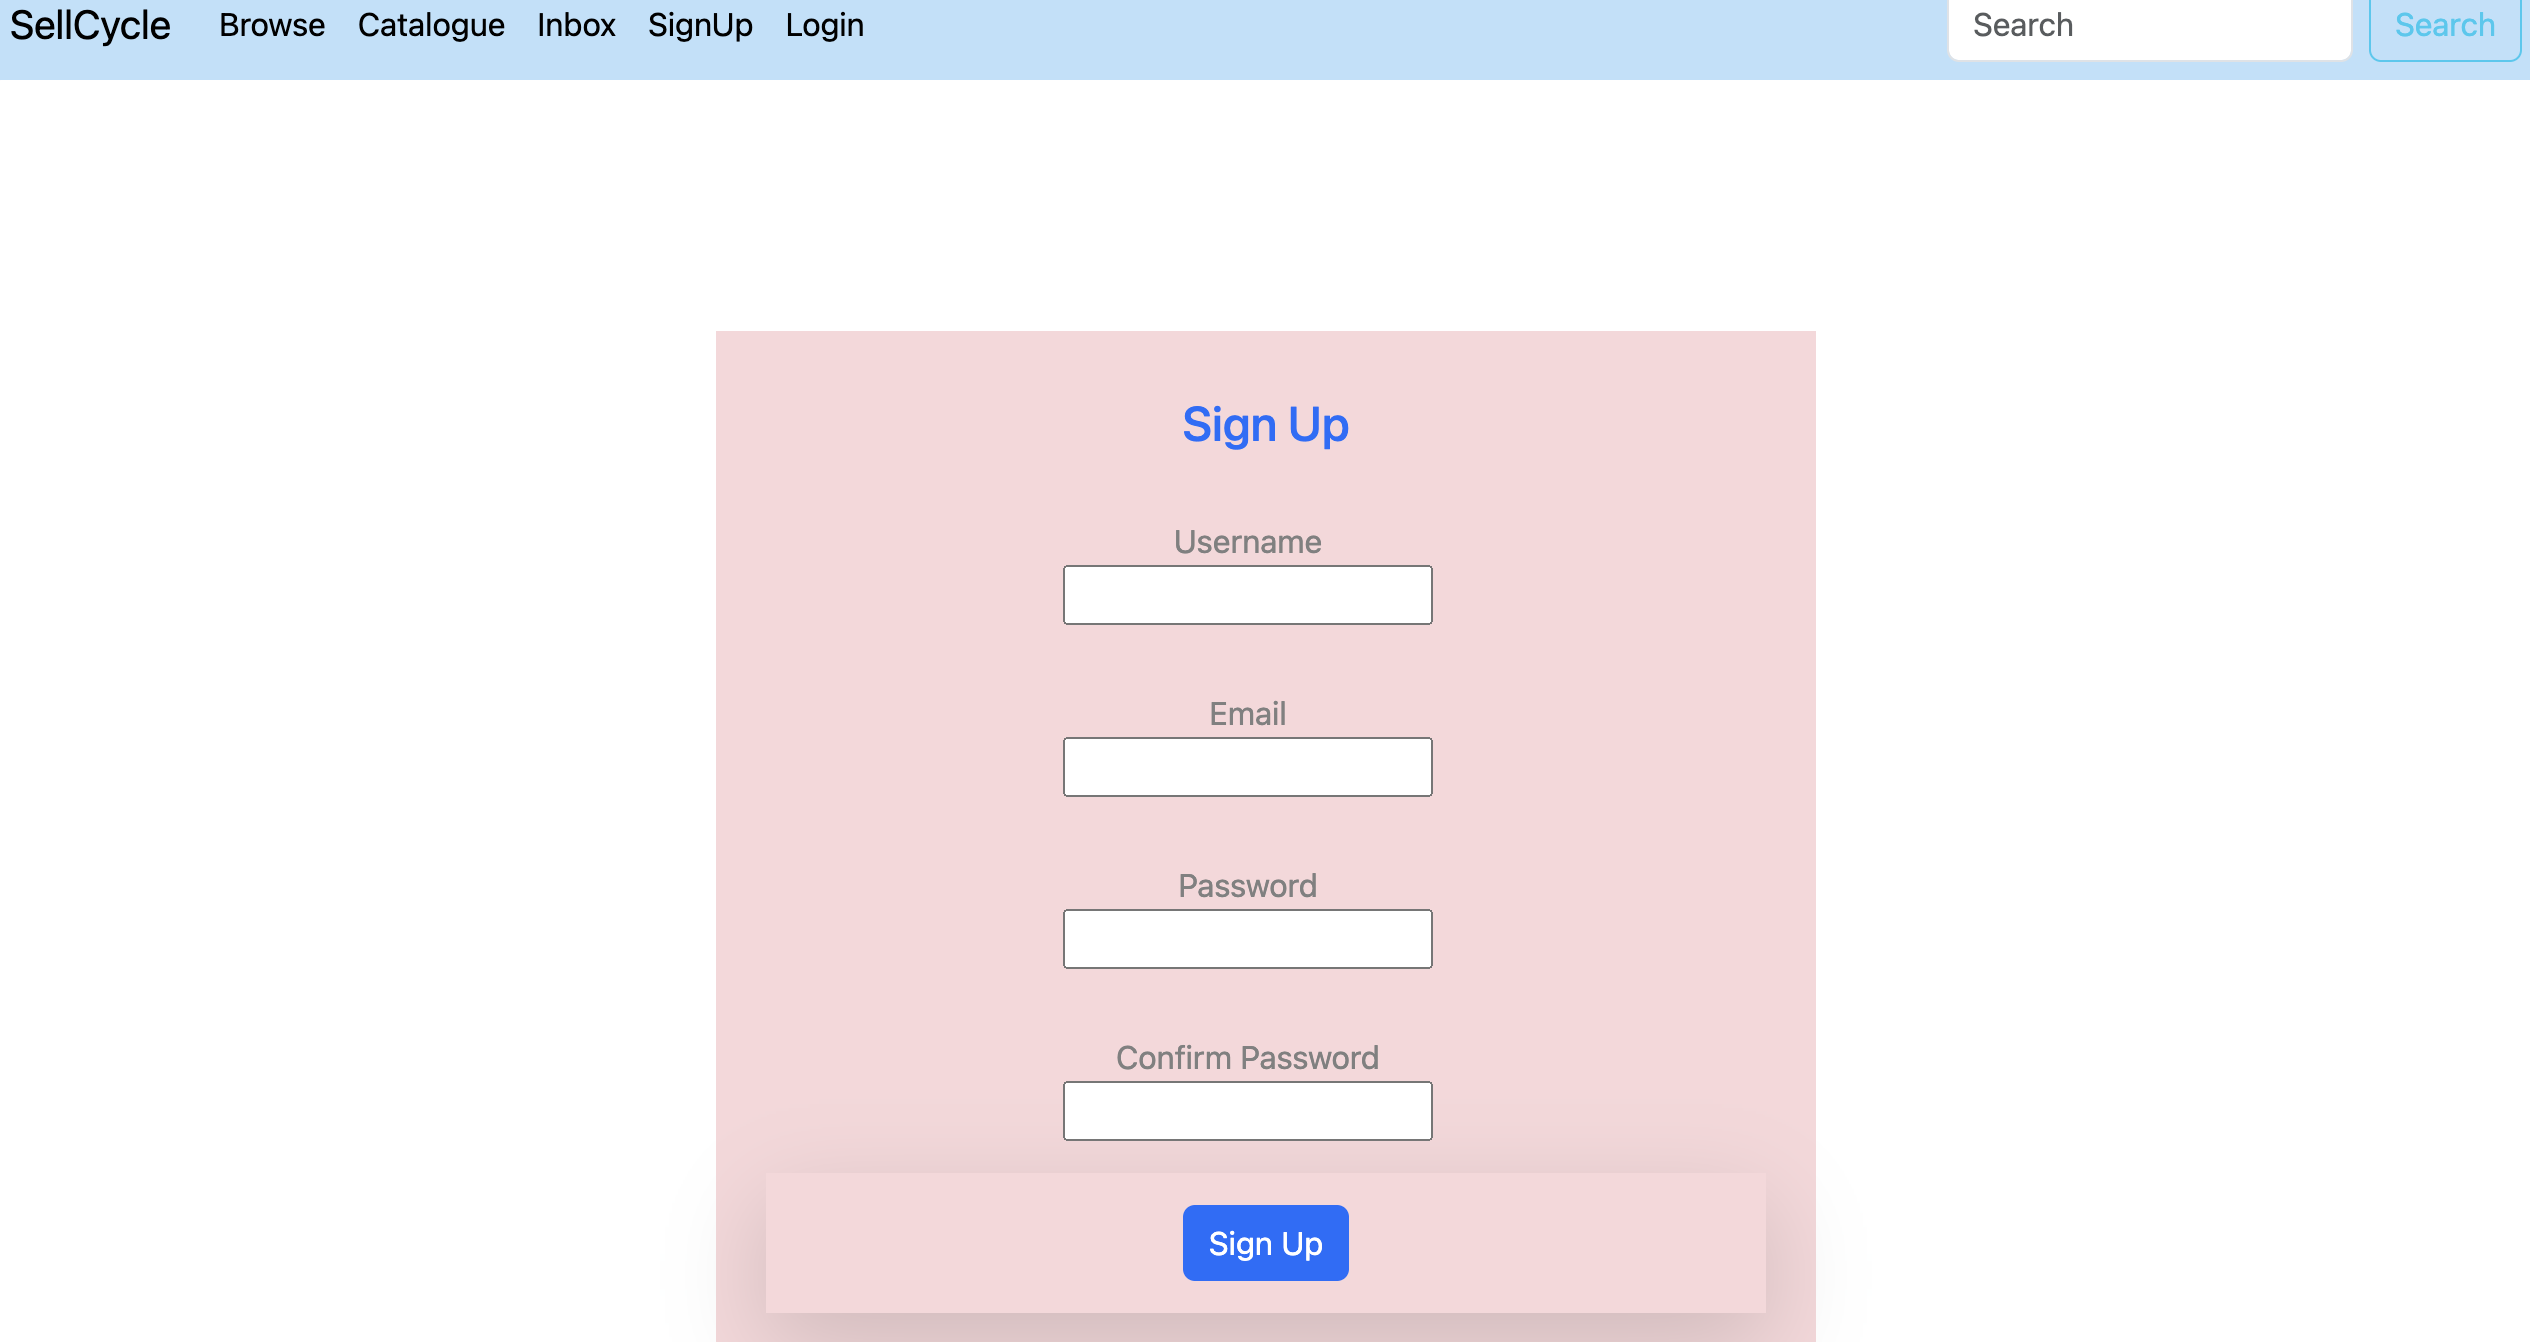 SellCycle Browse Catalogue Inbox SignUp Login Search Search
Sign Up
Username
Email
Password
Confirm Password
Sign Up